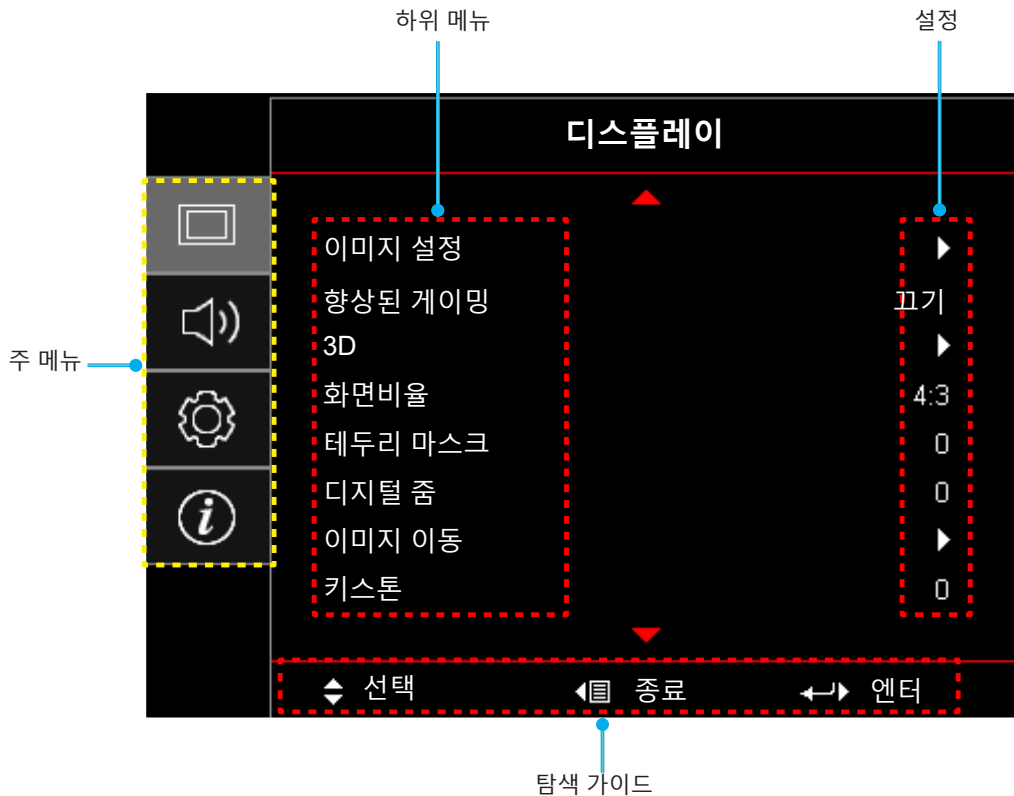 하위 메뉴
설정
디스플레이
주 메뉴
이미지 설정
향상된 게이밍 끄기
3D
화면비율 4:3
테두리 마스크 0
디지털 줌 0
이미지 이동
키스톤 0
선택 종료 엔터
탐색 가이드